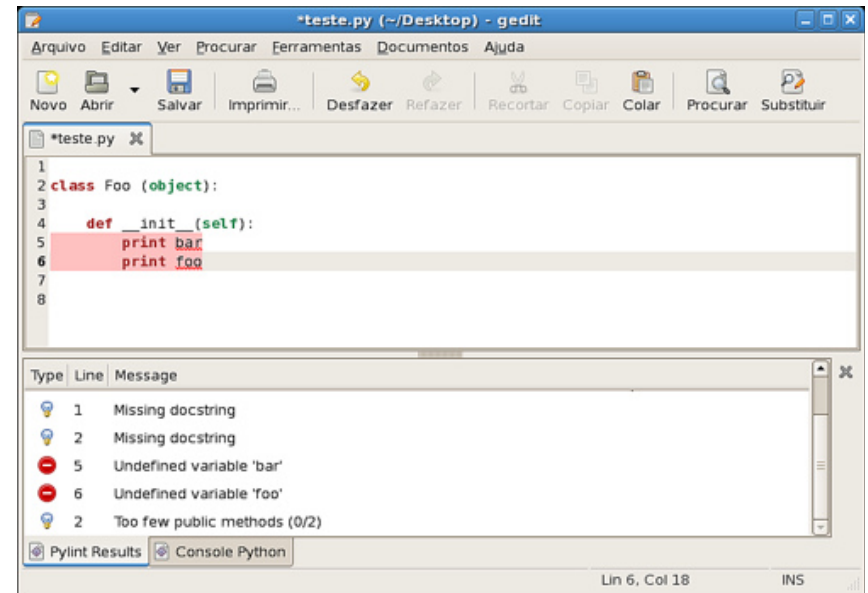 *teste.py (~/Desktop) - gedit
Arquivo Editar Ver Procurar Ferramentas Documentos Ajuda
Novo Abrir Salvar Imprimir... Desfazer Refazer Recortar Copiar Colar Procurar Substituir
*teste.py
1
2 class Foo (object):
3
4 def __init__(self):
5 print bar
6 print foo
7
8
Type Line Message
1 Missing docstring
2 Missing docstring
5 Undefined variable 'bar'
6 Undefined variable 'foo'
2 Too few public methods (0/2)
Pylint Results Console Python
Lin 6, Col 18 INS